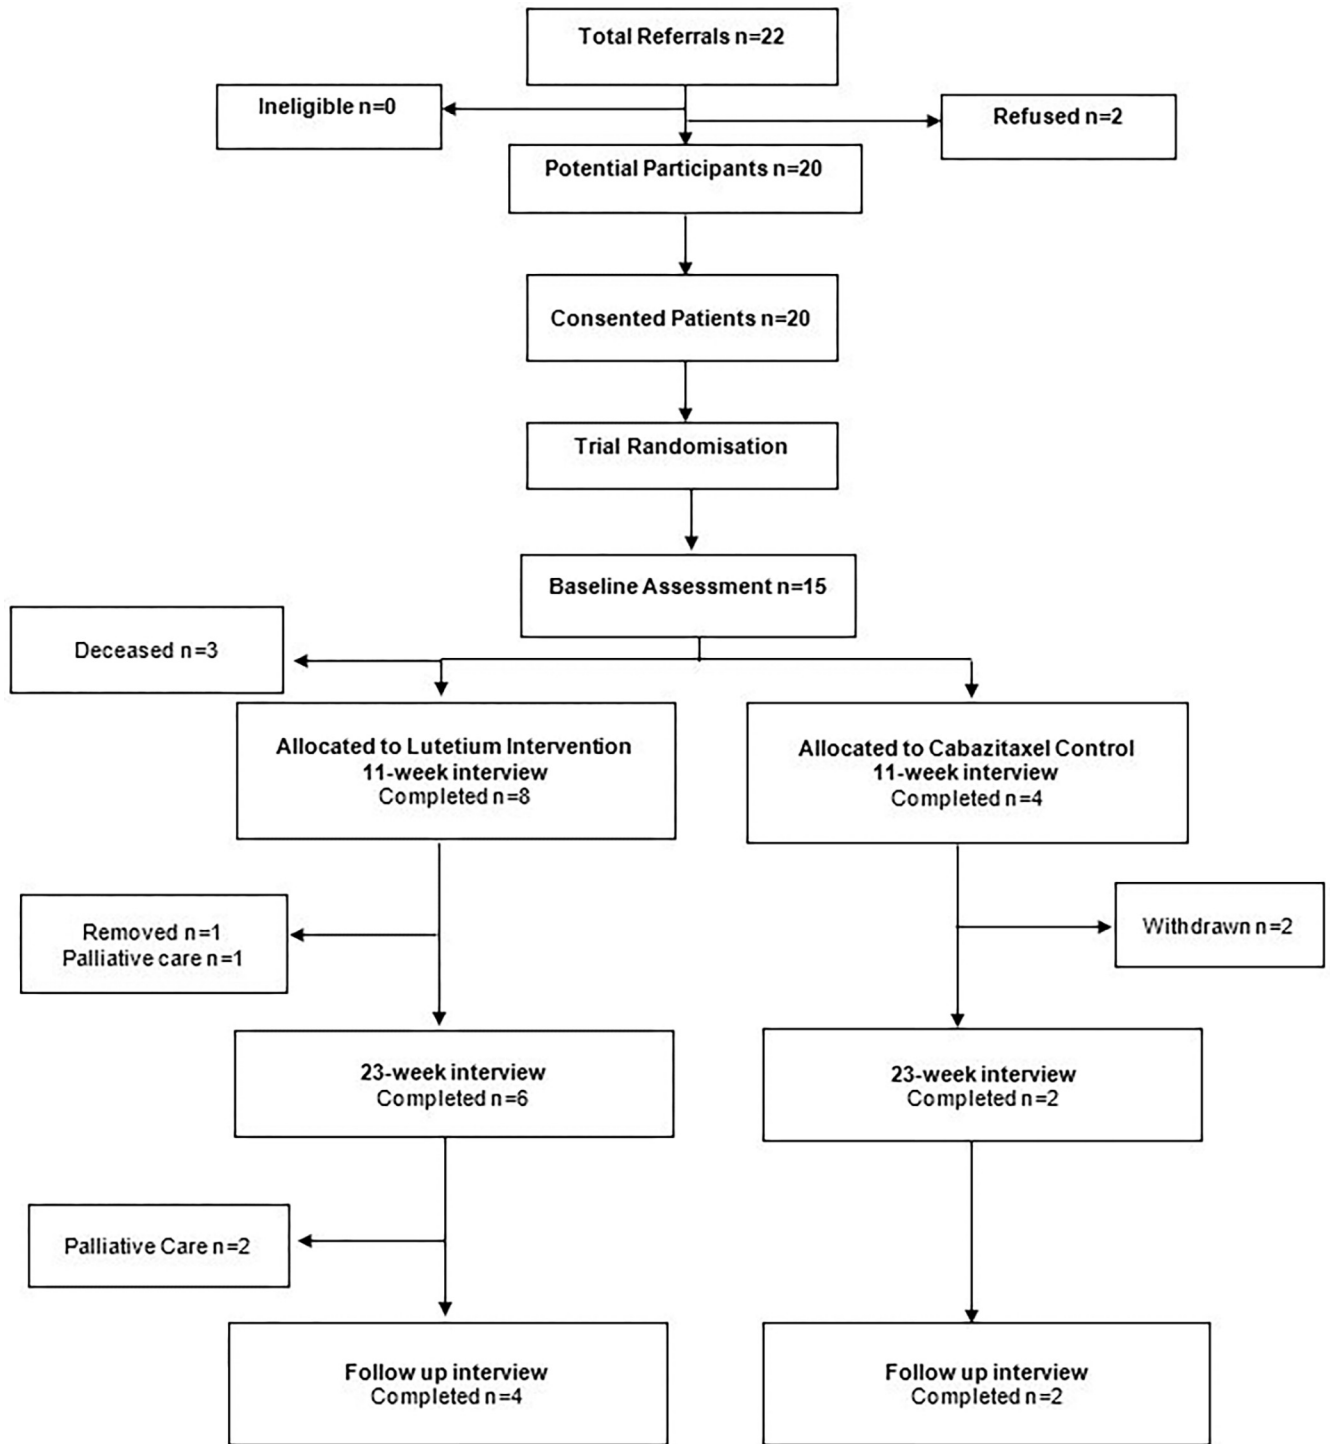 Total Referrals n=22
Ineligible n=0
Refused n=2
Potential Participants n=20
Consented Patients n=20
Trial Randomisation
Baseline Assessment n=15
Deceased n=3
Allocated to Lutetium Intervention
11-week interview
Completed n=8
Allocated to Cabazitaxel Control
11-week interview
Completed n=4
Removed n=1
Palliative care n=1
Withdrawn n=2
23-week interview
Completed n=6
23-week interview
Completed n=2
Palliative Care n=2
Follow up interview
Completed n=4
Follow up interview
Completed n=2